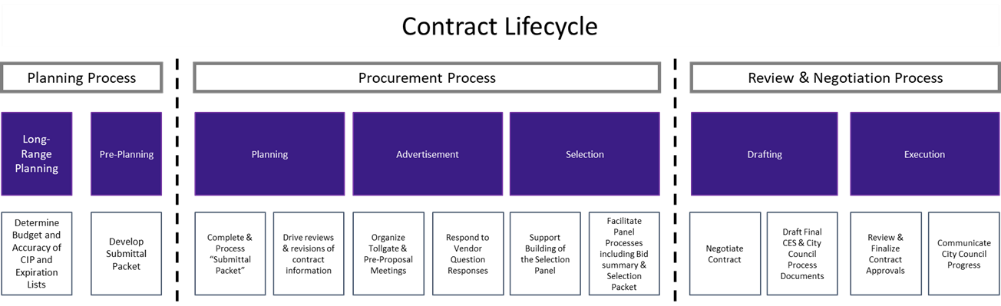 Contract Lifecycle
Planning Process
Procurement Process
Review & Negotiation Process
Long-
Range
Planning
Pre-Planning
Planning
Advertisement
Selection
Drafting
Execution
Determine
Budget and
Accuracy of
CIP and
Expiration
Lists
Develop
Submittal
Packet
Complete &
Process
“Submittal
Packet”
Drive reviews
& revisions of
contract
information
Organize
Tollgate &
Pre-Proposal
Meetings
Respond to
Vendor
Question
Responses
Support
Building of
the Selection
Panel
Facilitate
Panel
Processes
including Bid
summary &
Selection
Packet
Negotiate
Contract
Draft Final
CES & City
Council
Process
Documents
Review &
Finalize
Contract
Approvals
Communicate
City Council
Progress